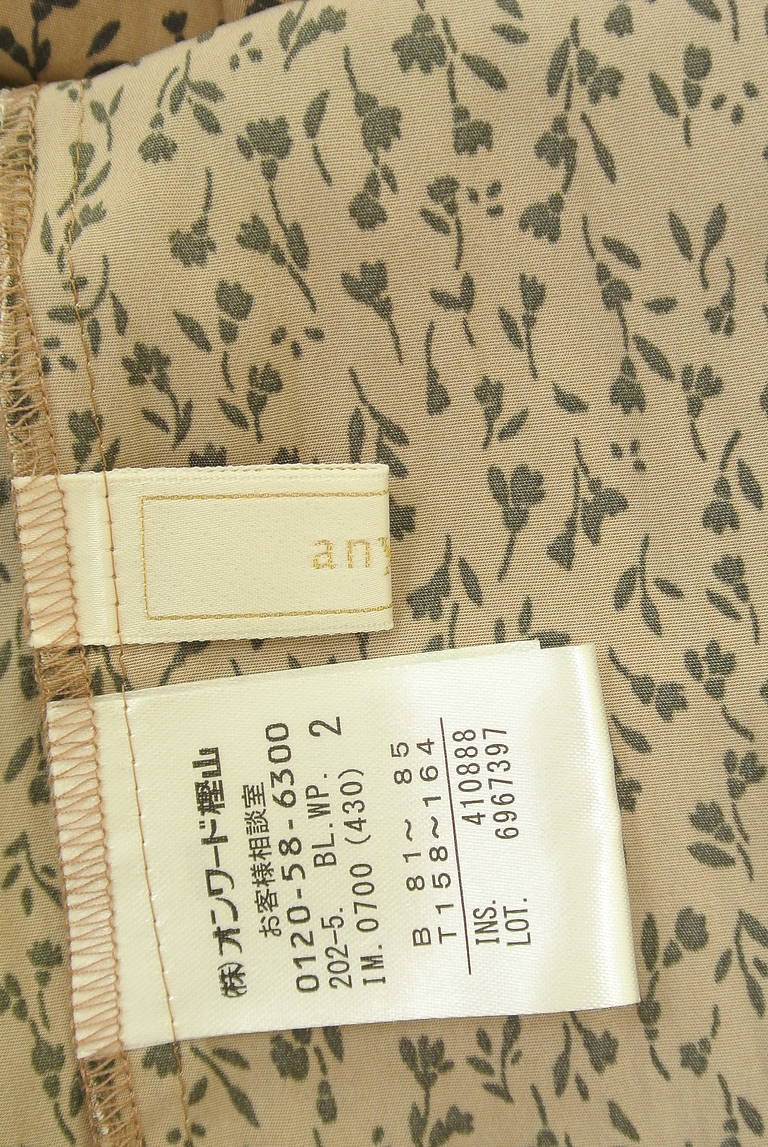 any
(株)オンワード樫山
お客様相談室
0120-58-6300
202-5. BL.WP. 2
IM. 0700 (430)
B 81～ 85
T 158～164
INS. 410888
LOT. 6967397